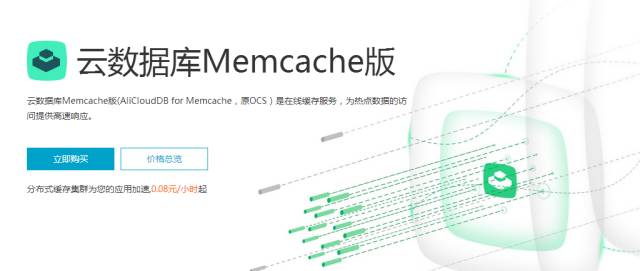 云数据库Memcache版
云数据库Memcache版(AliCloudDB for Memcache，原OCS）是在线缓存服务，为热点数据的访
问提供高速响应。
立即购买 价格总览
分布式缓存集群为您的应用加速,0.08元/小时起